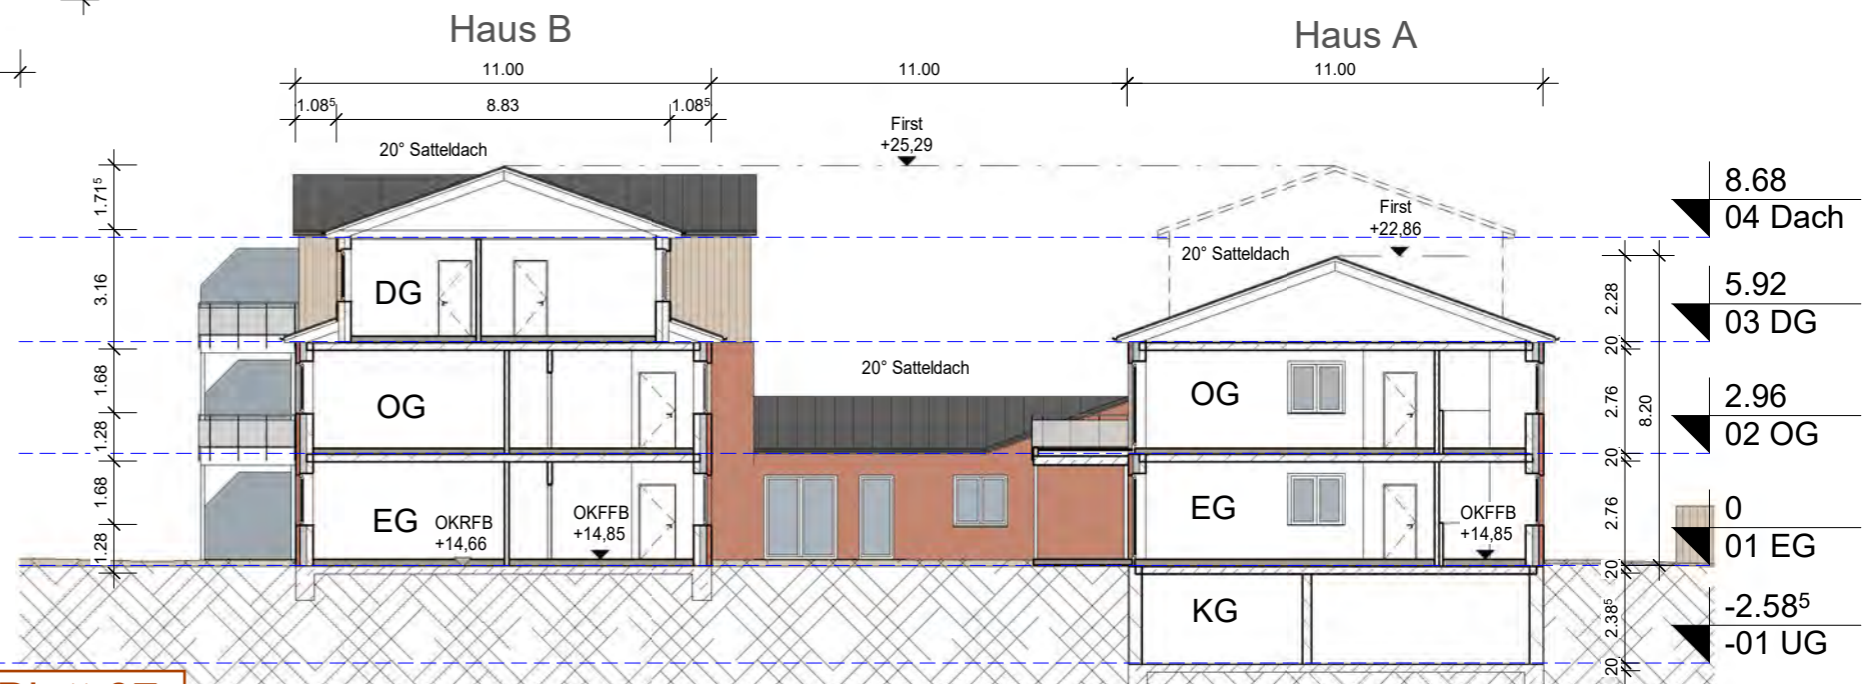 Haus B
Haus A
11.00
11.00
11.00
1.08⁵
8.83
1.08⁵
First
+25,29
20° Satteldach
1.71⁵
8.68
04 Dach
First
+22,86
20° Satteldach
DG
3.16
2.28
5.92
03 DG
20
20° Satteldach
OG
1.68
1.28
OG
2.76
8.20
2.96
02 OG
20
EG
OKRFB
+14,66
OKFFB
+14,85
1.68
1.28
EG
OKFFB
+14,85
2.76
0
01 EG
20
KG
2.38⁵
-2.58⁵
-01 UG
20